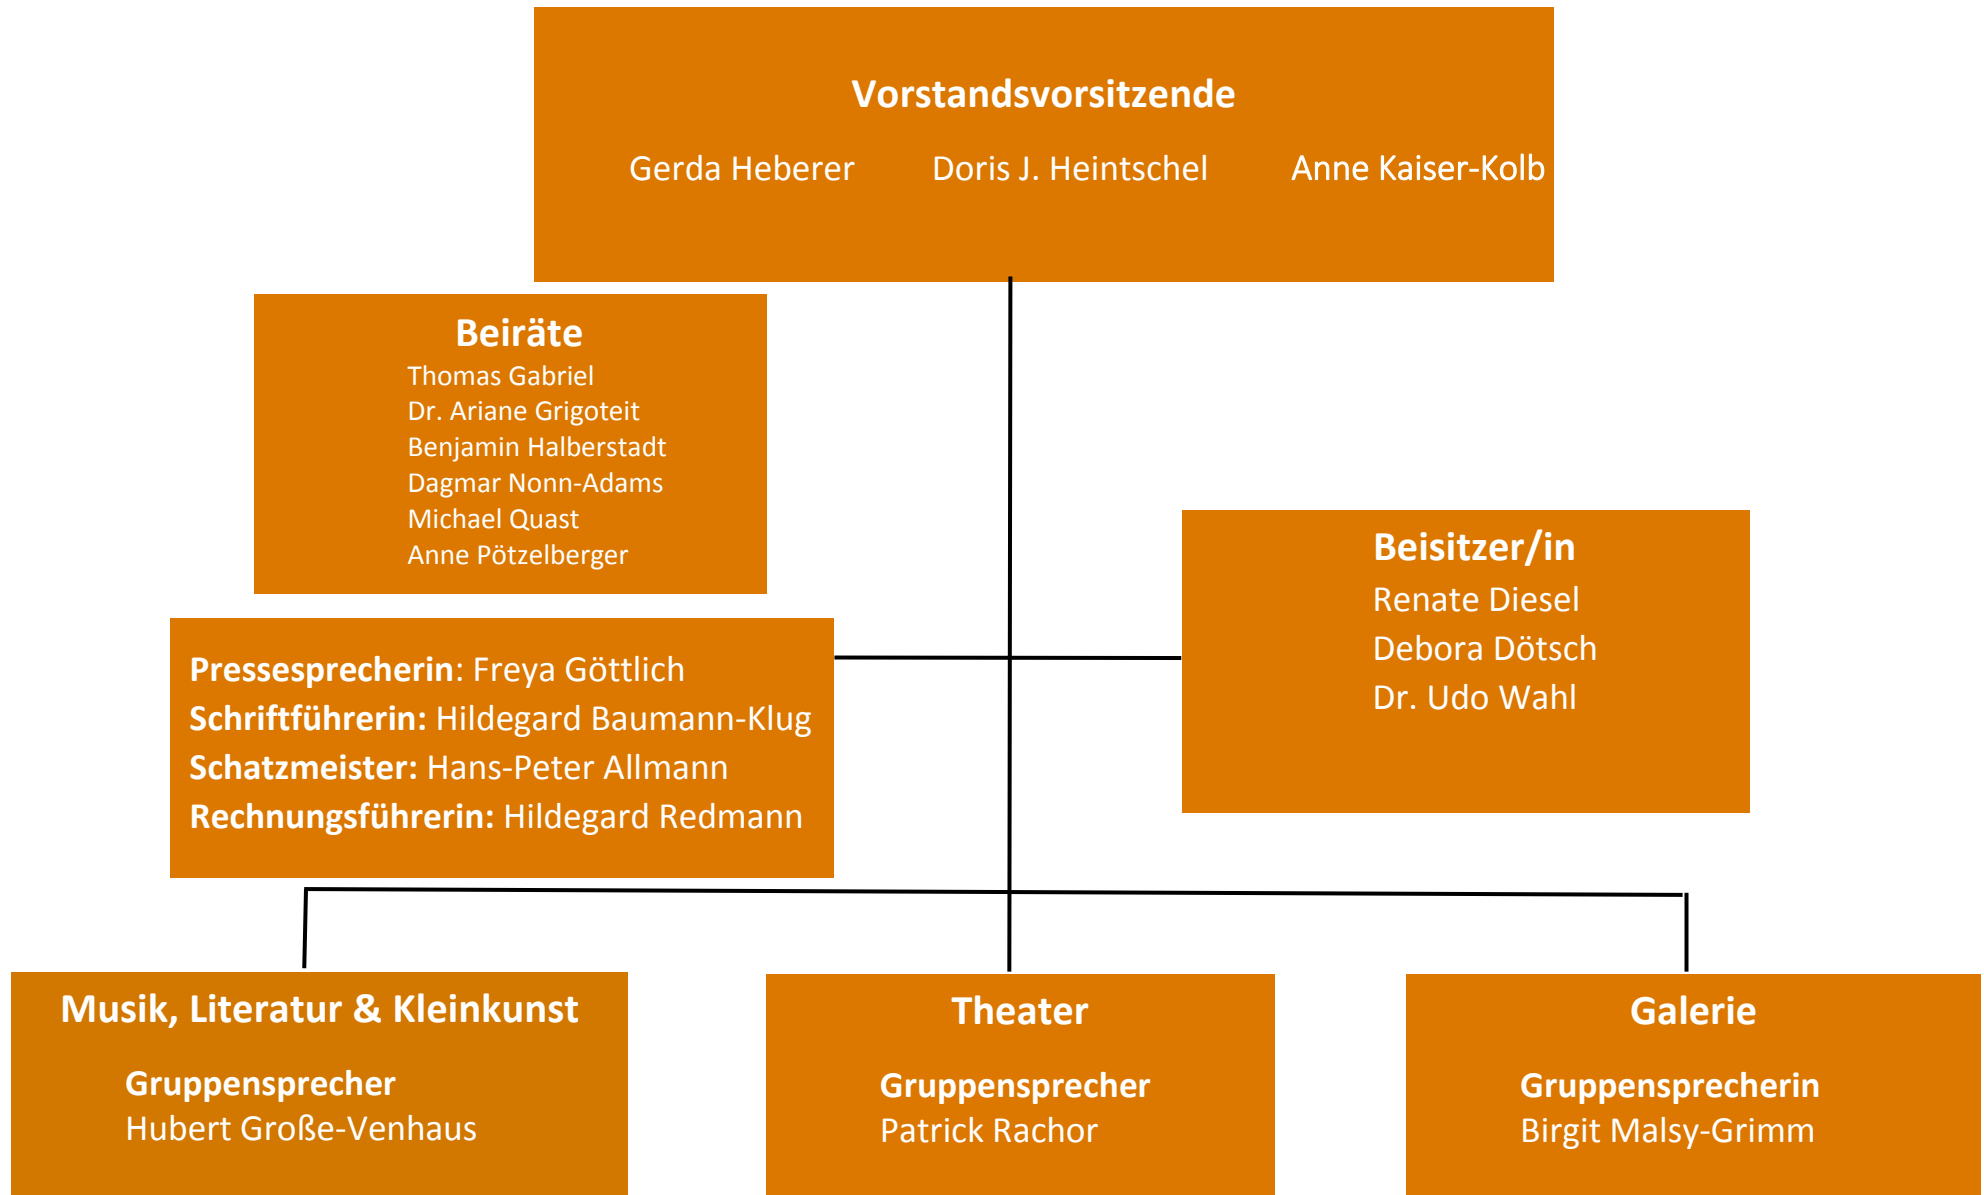 Vorstandsvorsitzende
Gerda Heberer Doris J. Heintschel Anne Kaiser-Kolb
Beiräte
Thomas Gabriel
Dr. Ariane Grigoteit
Benjamin Halberstadt
Dagmar Nonn-Adams
Michael Quast
Anne Pötzelberger
Beisitzer/in
Renate Diesel
Debora Dötsch
Dr. Udo Wahl
Pressesprecherin: Freya Göttlich
Schriftführerin: Hildegard Baumann-Klug
Schatzmeister: Hans-Peter Allmann
Rechnungsführerin: Hildegard Redmann
Musik, Literatur & Kleinkunst
Gruppensprecher
Hubert Große-Venhaus
Theater
Gruppensprecher
Patrick Rachor
Galerie
Gruppensprecherin
Birgit Malsy-Grimm